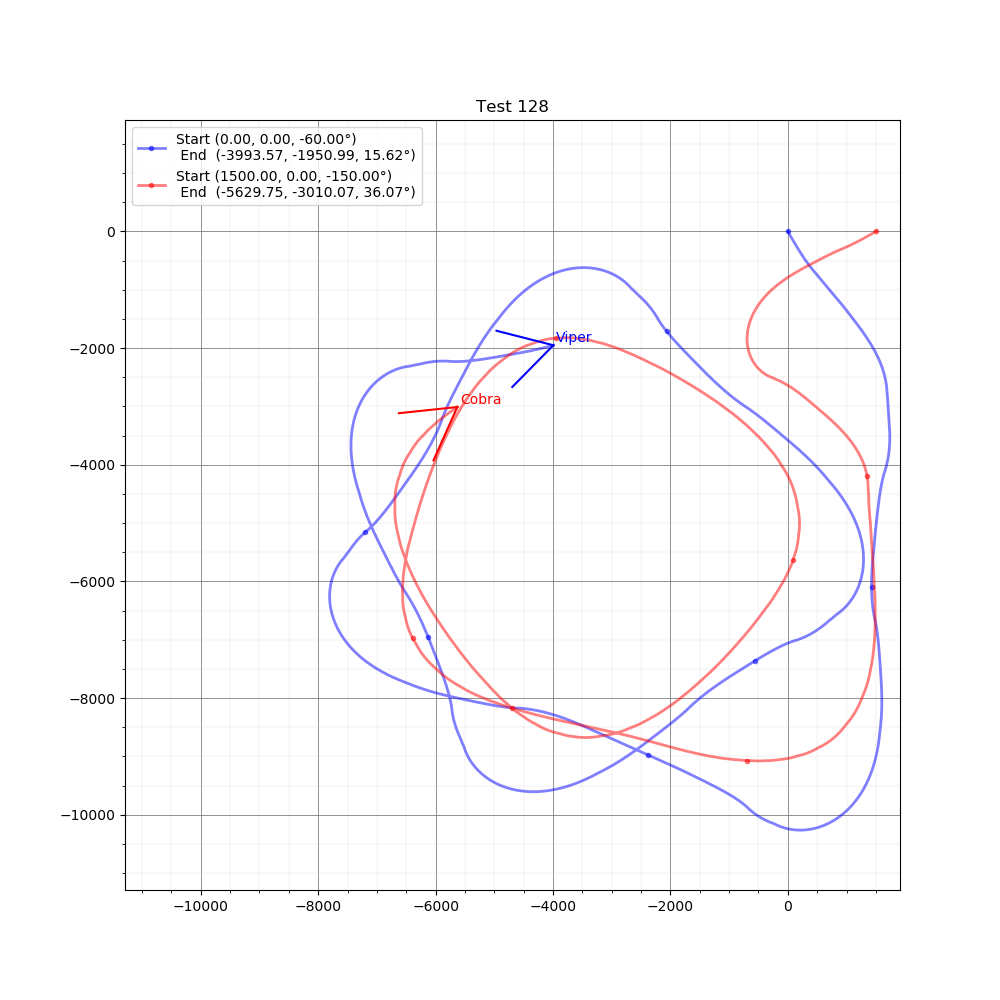 Test 128
Start (0.00, 0.00, -60.00°)
End (-3993.57, -1950.99, 15.62°)
Start (1500.00, 0.00, -150.00°)
End (-5629.75, -3010.07, 36.07°)
0
−2000
−4000
−6000
−8000
−10000
Viper
Cobra
−10000 −8000 −6000 −4000 −2000 0